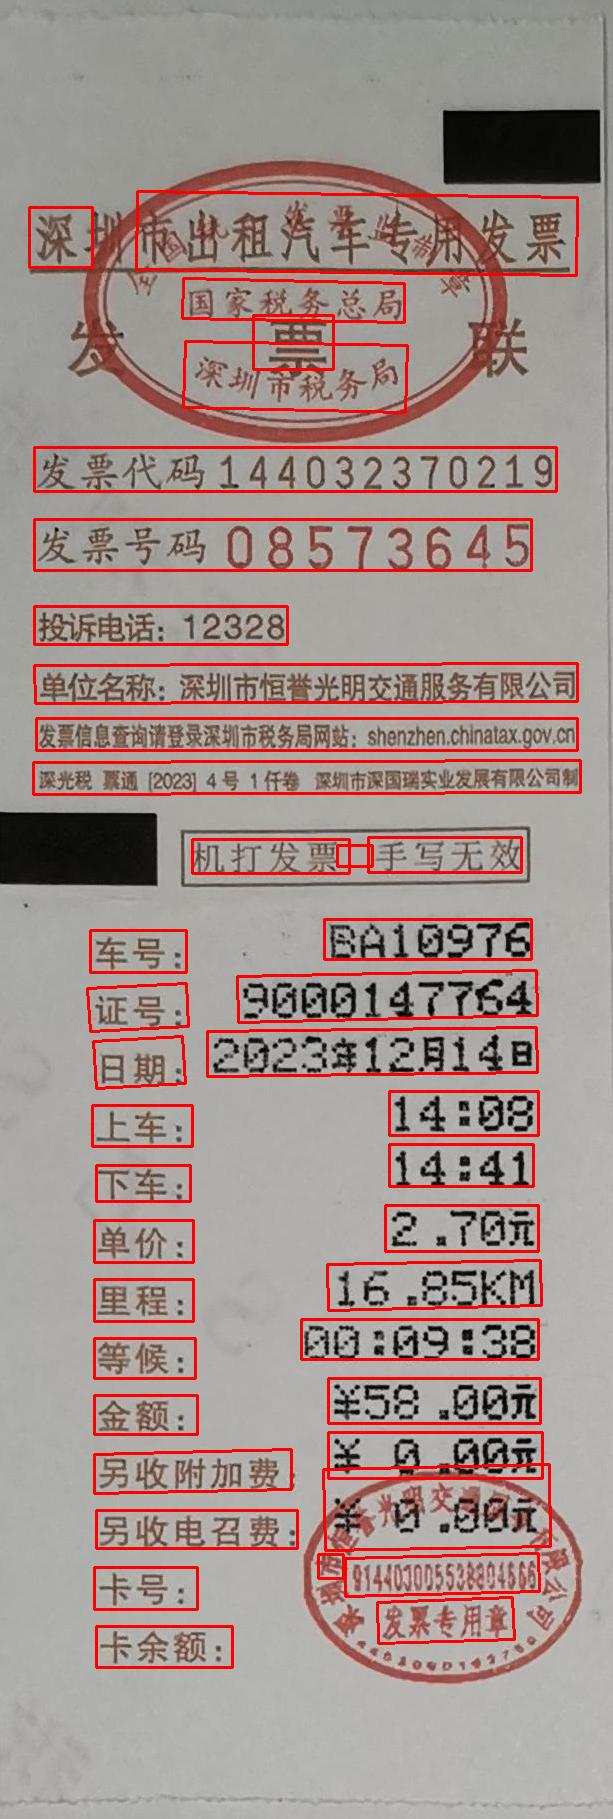 深圳市出租汽车专用发票
全国统一发票监制章
国家税务总局
发票联
深圳市税务局
发票代码 144032370219
发票号码 08573645
投诉电话：12328
单位名称：深圳市恒誉光明交通服务有限公司
发票信息查询请登录深圳市税务局网站：shenzhen.chinatax.gov.cn
深光税 票通 [2023] 4号 1仟卷 深圳市深国瑞实业发展有限公司制
机打发票 手写无效
车号： BA10976
证号： 9000147764
日期： 2023年12月14日
上车： 14:08
下车： 14:41
单价： 2.70元
里程： 16.85KM
等候： 00:09:38
金额： ¥58.00元
另收附加费： ¥ 0.00元
另收电召费： ¥ 0.00元
卡号：
卡余额：
深圳市恒誉光明交通服务有限公司
发票专用章